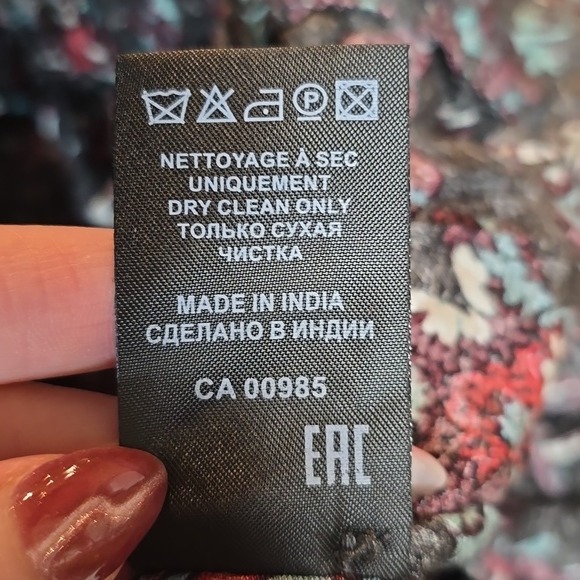 P
NETTOYAGE À SEC
UNIQUEMENT
DRY CLEAN ONLY
ТОЛЬКО СУХАЯ
ЧИСТКА
MADE IN INDIA
СДЕЛАНО В ИНДИИ
CA 00985
EAC